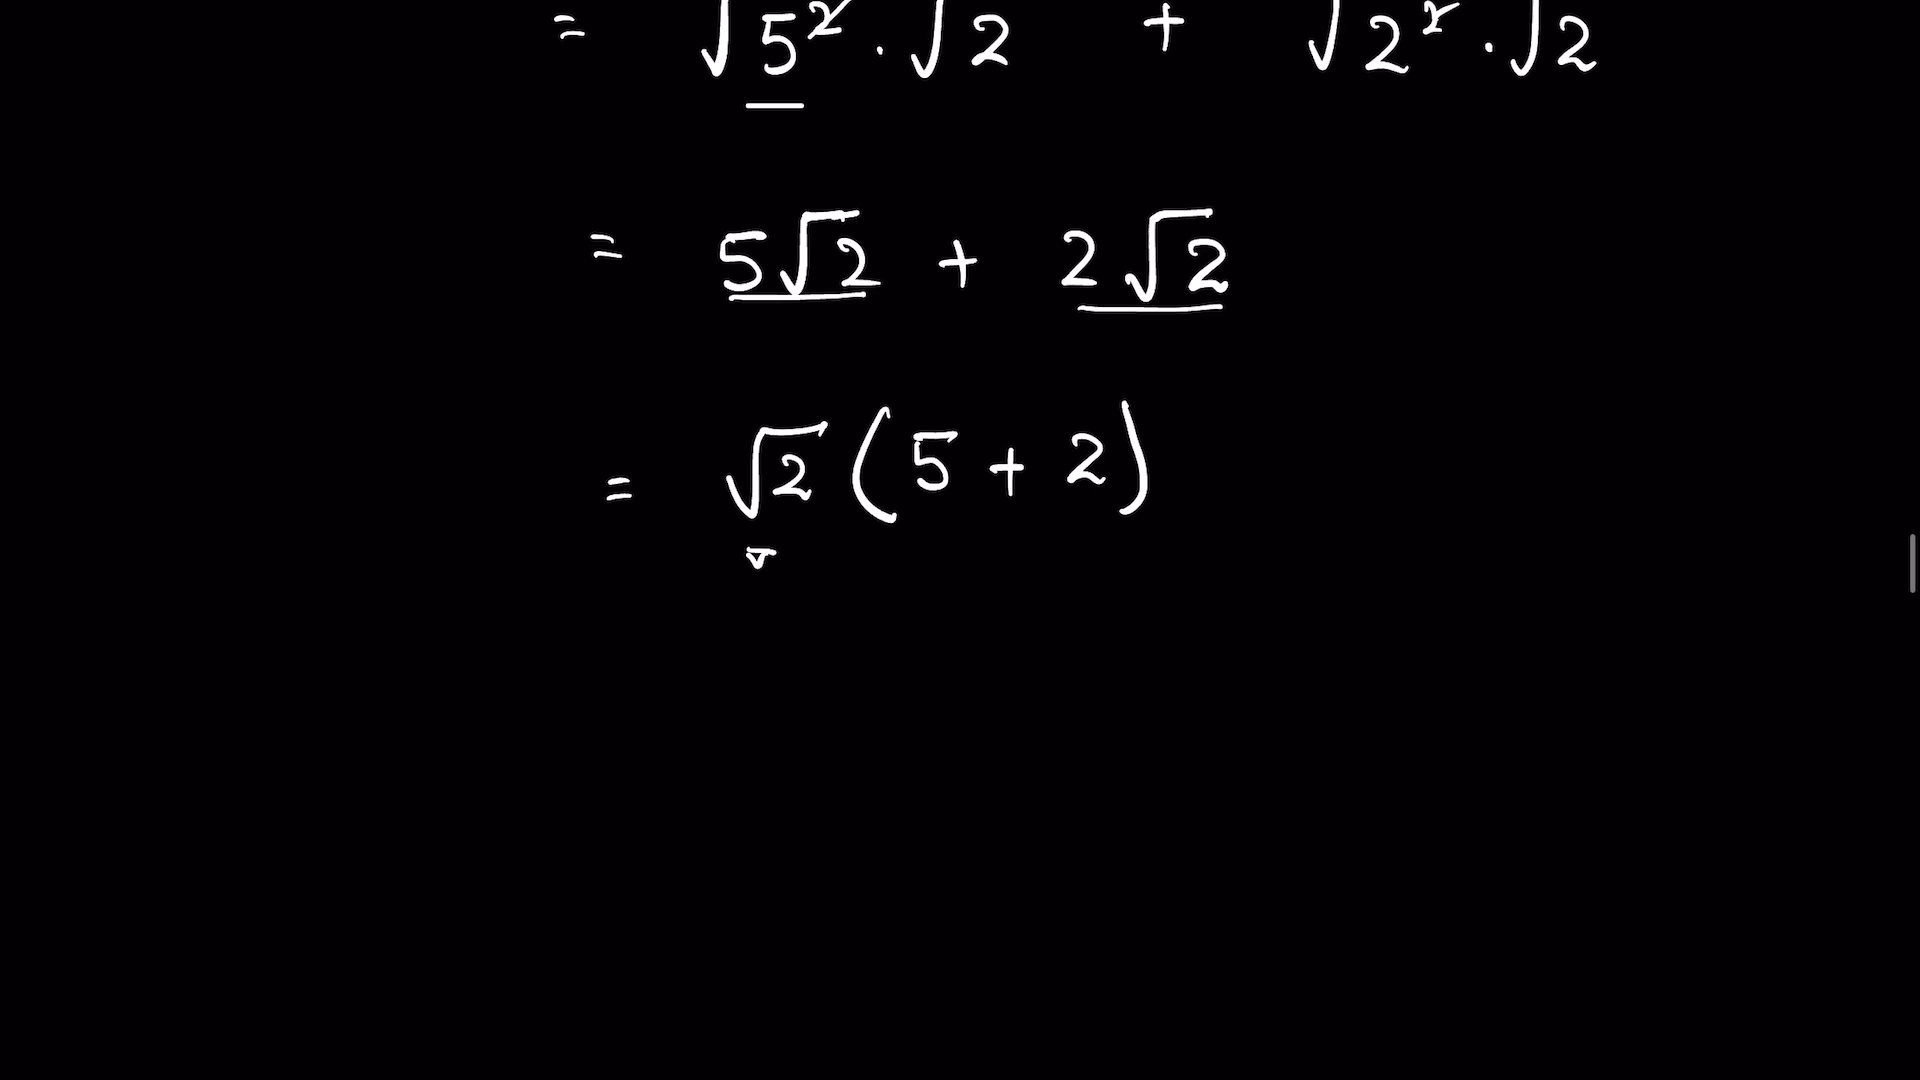 = √5² . √2 + √2² . √2
= 5√2 + 2√2
= √2 (5 + 2)